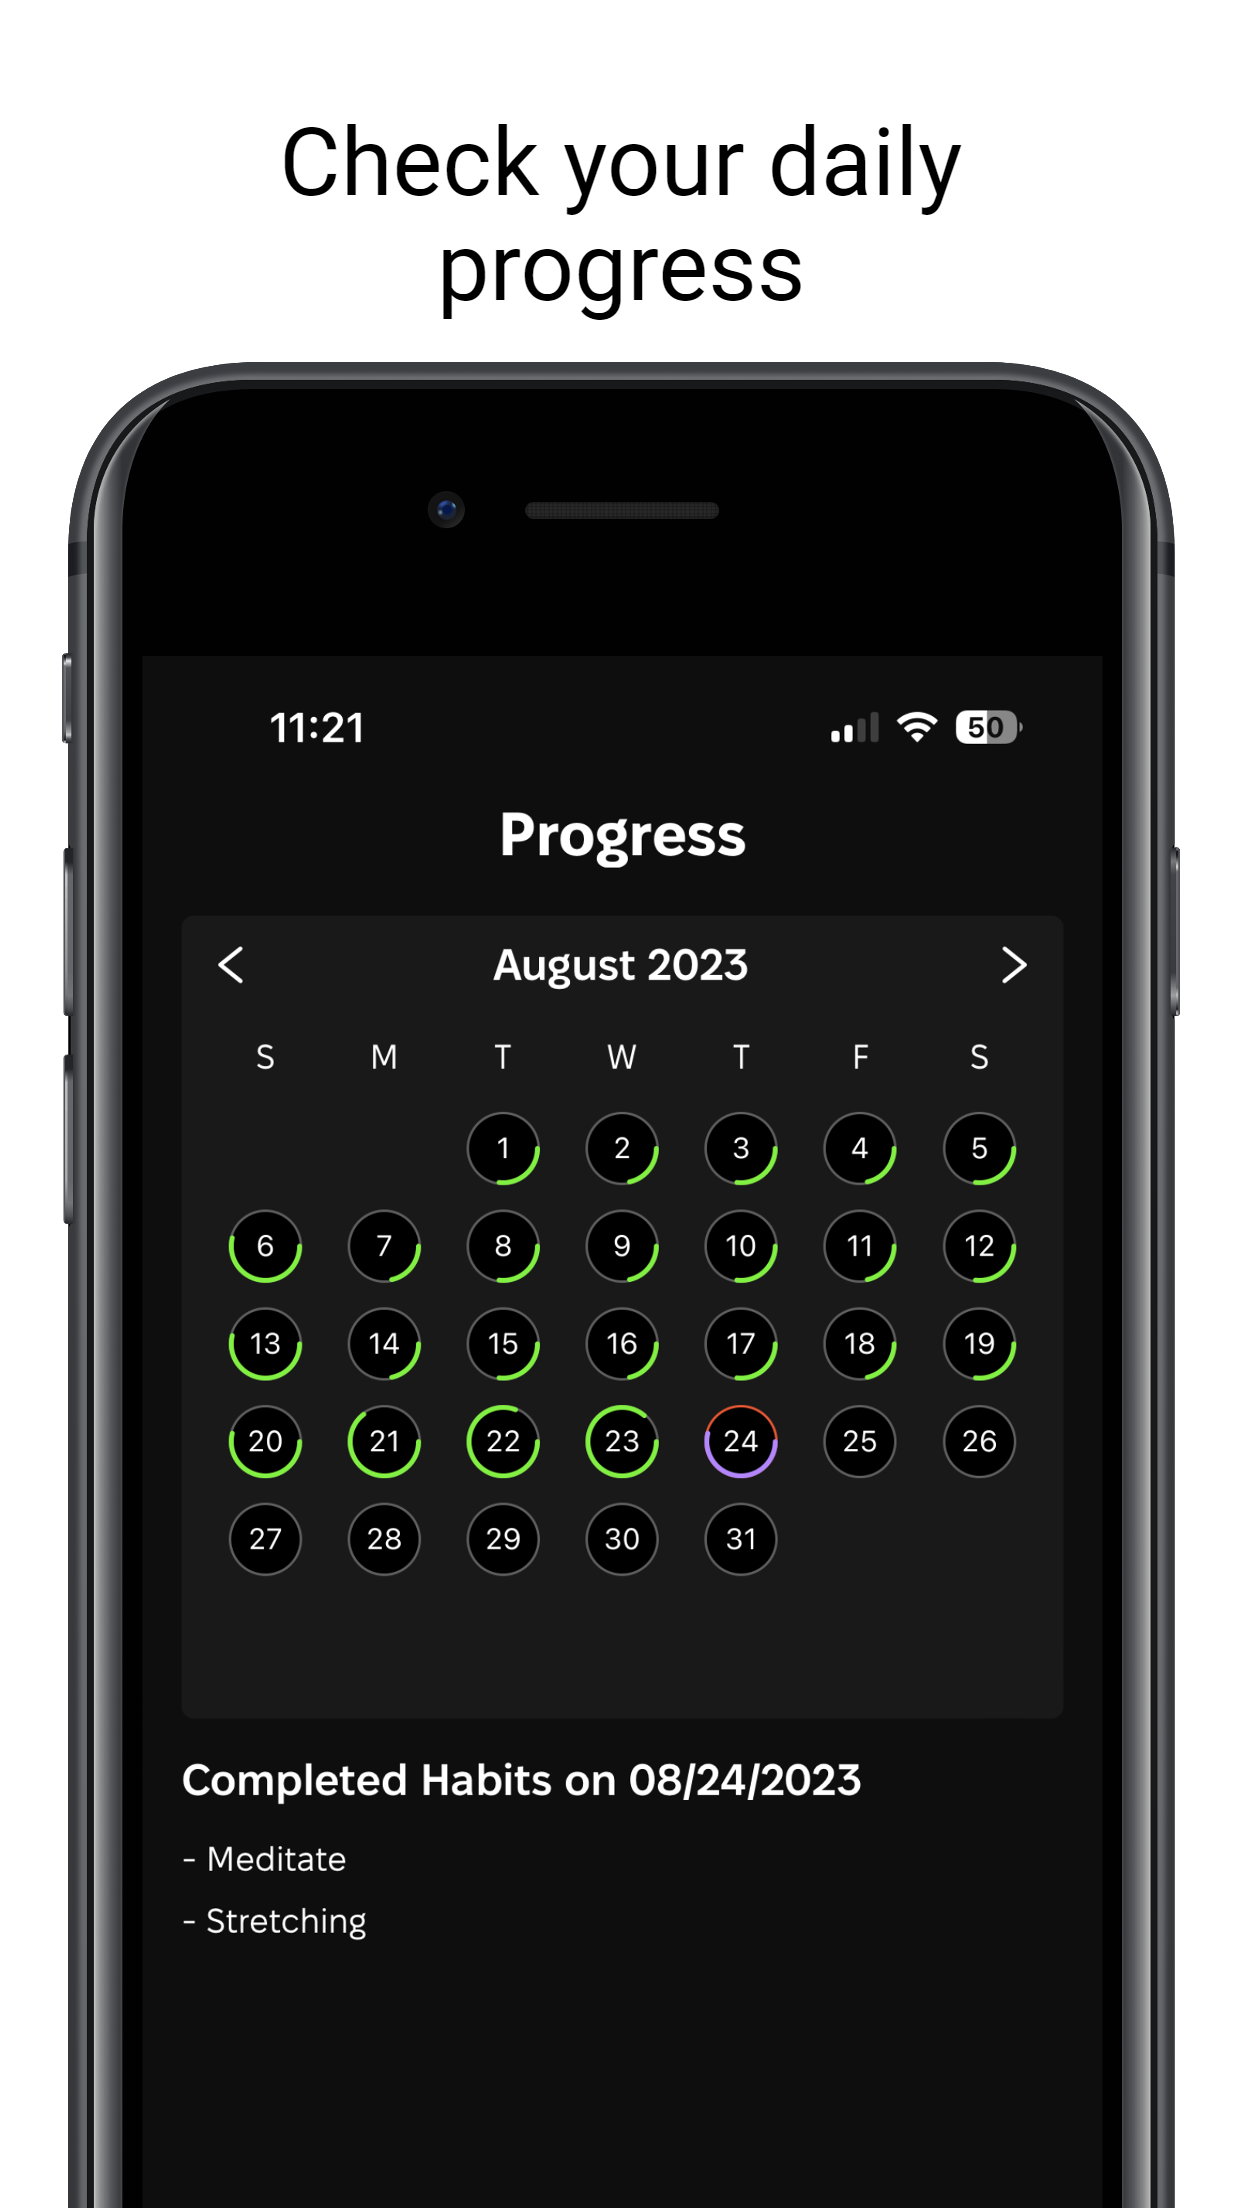 Check your daily
progress
11:21
50
Progress
August 2023
S M T W T F S
1 2 3 4 5
6 7 8 9 10 11 12
13 14 15 16 17 18 19
20 21 22 23 24 25 26
27 28 29 30 31
Completed Habits on 08/24/2023
- Meditate
- Stretching